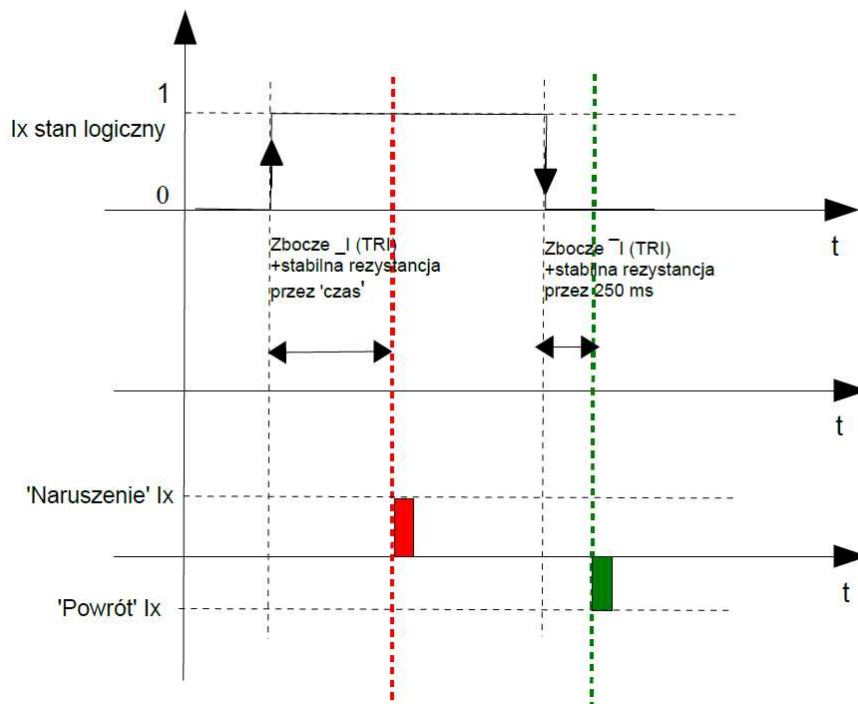 1
Ix stan logiczny
0
t
Zbocze _I (TRI)
+stabilna rezystancja
przez 'czas'
Zbocze ¯I (TRI)
+stabilna rezystancja
przez 250 ms
t
'Naruszenie' Ix
t
'Powrót' Ix